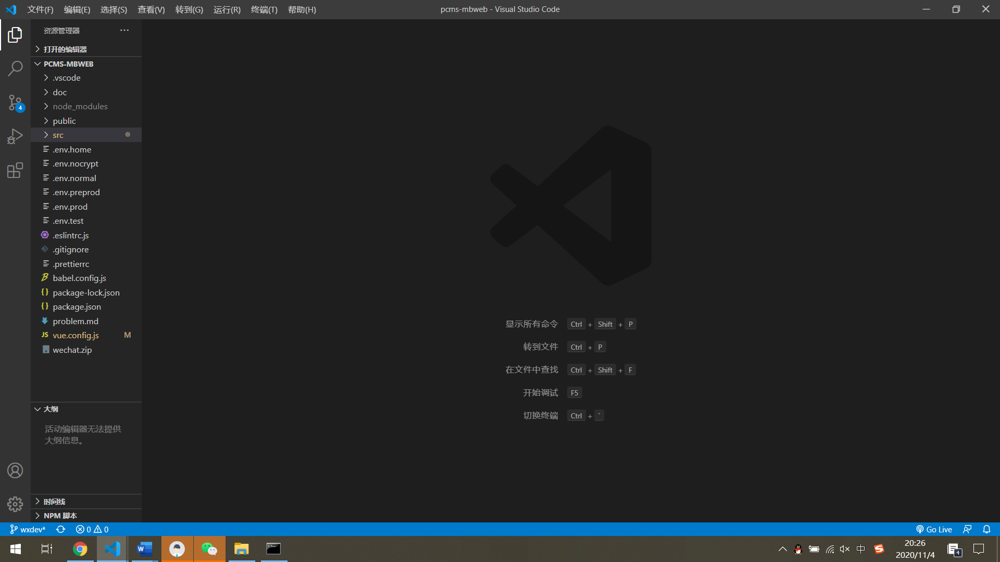 文件(F) 编辑(E) 选择(S) 查看(V) 转到(G) 运行(R) 终端(T) 帮助(H) pcms-mbweb - Visual Studio Code
资源管理器
打开的编辑器
PCMS-MBWEB
.vscode
doc
node_modules
public
src
.env.home
.env.nocrypt
.env.normal
.env.preprod
.env.prod
.env.test
.eslintrc.js
.gitignore
.prettierrc
babel.config.js
package-lock.json
package.json
problem.md
JS vue.config.js M
wechat.zip
大纲
活动编辑器无法提供
大纲信息。
时间线
NPM 脚本
4
显示所有命令 Ctrl + Shift + P
转到文件 Ctrl + P
在文件中查找 Ctrl + Shift + F
开始调试 F5
切换终端 Ctrl + `
wxdev* 0 0 Go Live
中 20:26
2020/11/4 4